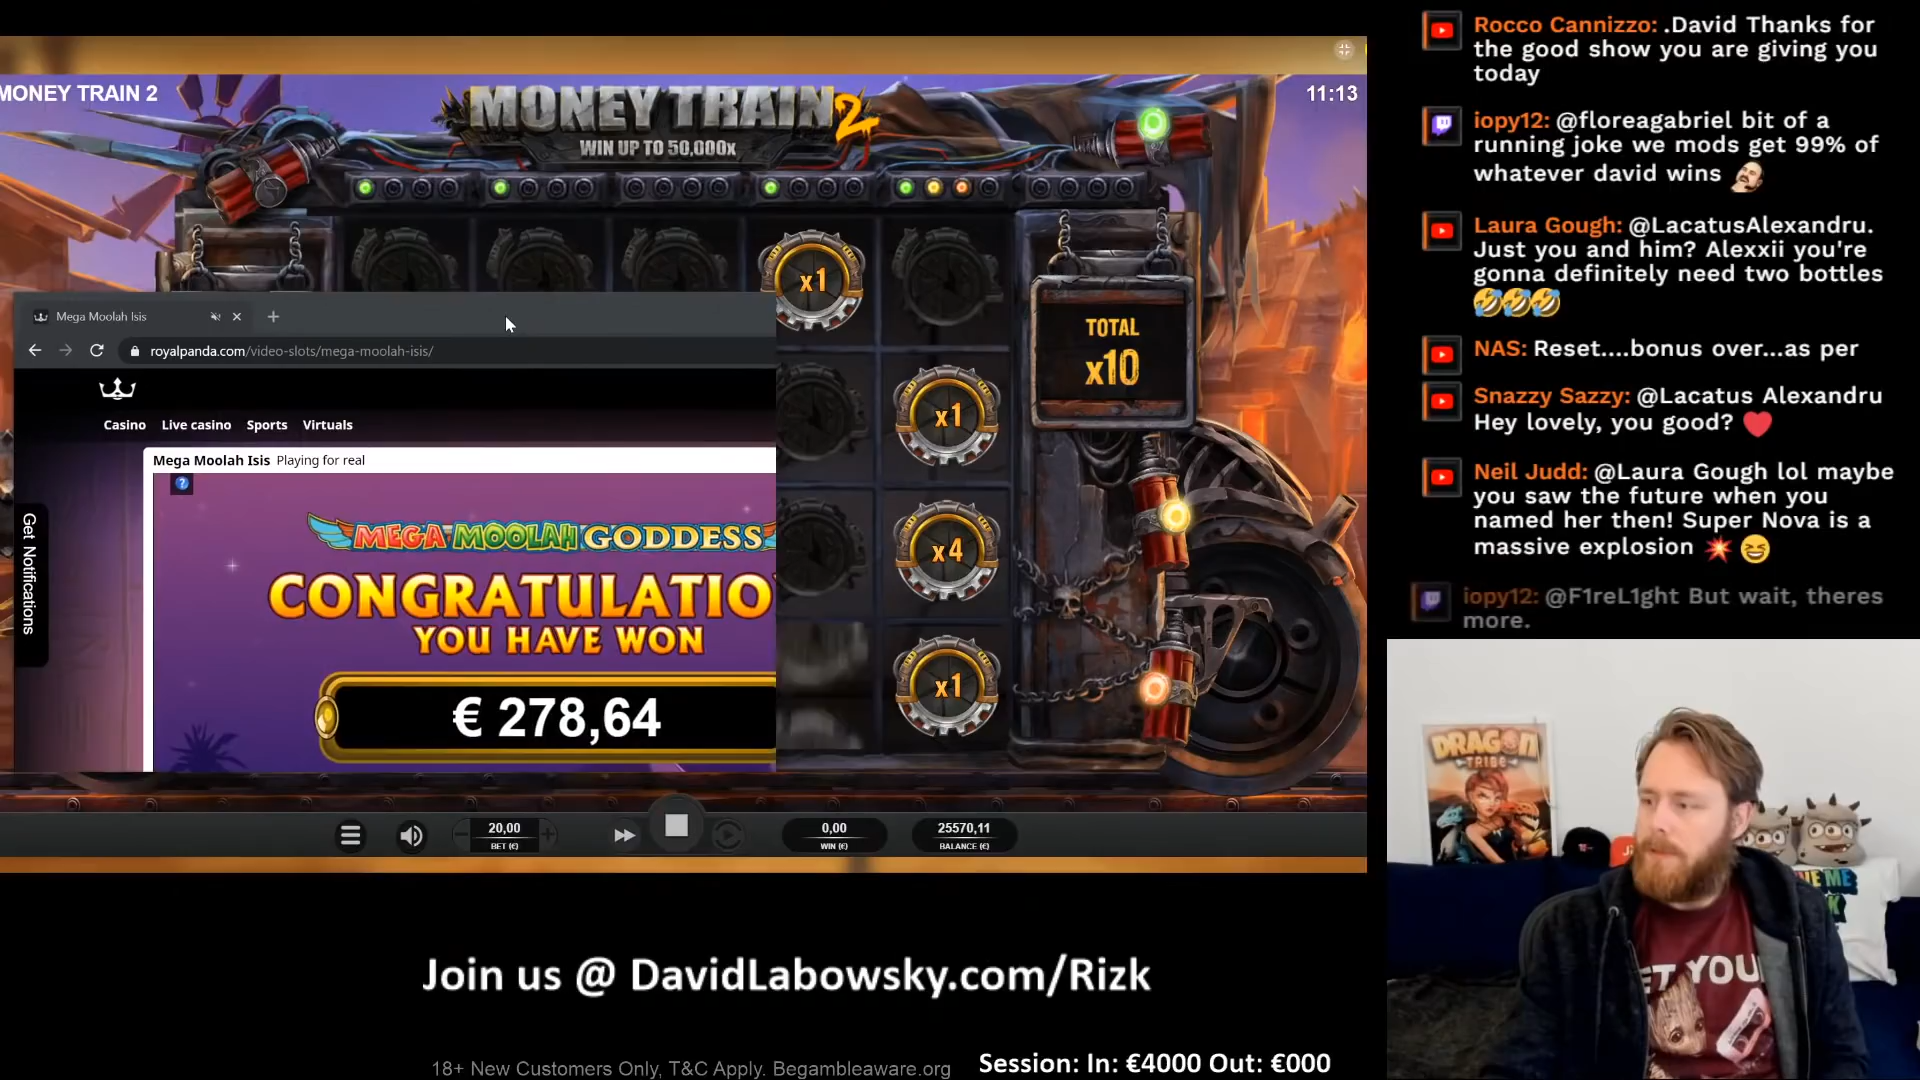 MONEY TRAIN 2
MONEY TRAIN 2
WIN UP TO 50,000x
11:13
x1
TOTAL
x10
x1
x4
x1
Mega Moolah Isis
royalpanda.com/video-slots/mega-moolah-isis/
Casino Live casino Sports Virtuals
Mega Moolah Isis Playing for real
Get Notifications
MEGA MOOLAH GODDESS
CONGRATULATIO
YOU HAVE WON
€ 278,64
20,00
BET (€)
0,00
WIN (€)
25570,11
BALANCE (€)
Join us @ DavidLabowsky.com/Rizk
18+ New Customers Only, T&C Apply. Begambleaware.org
Session: In: €4000 Out: €000
Rocco Cannizzo: .David Thanks for
the good show you are giving you
today
iopy12: @floreagabriel bit of a
running joke we mods get 99% of
whatever david wins
Laura Gough: @LacatusAlexandru.
Just you and him? Alexxii you're
gonna definitely need two bottles
🤣🤣🤣
NAS: Reset....bonus over...as per
Snazzy Sazzy: @Lacatus Alexandru
Hey lovely, you good? ❤️
Neil Judd: @Laura Gough lol maybe
you saw the future when you
named her then! Super Nova is a
massive explosion 💥 😆
iopy12: @F1reL1ght But wait, theres
more.
DRAGON
TRIBE